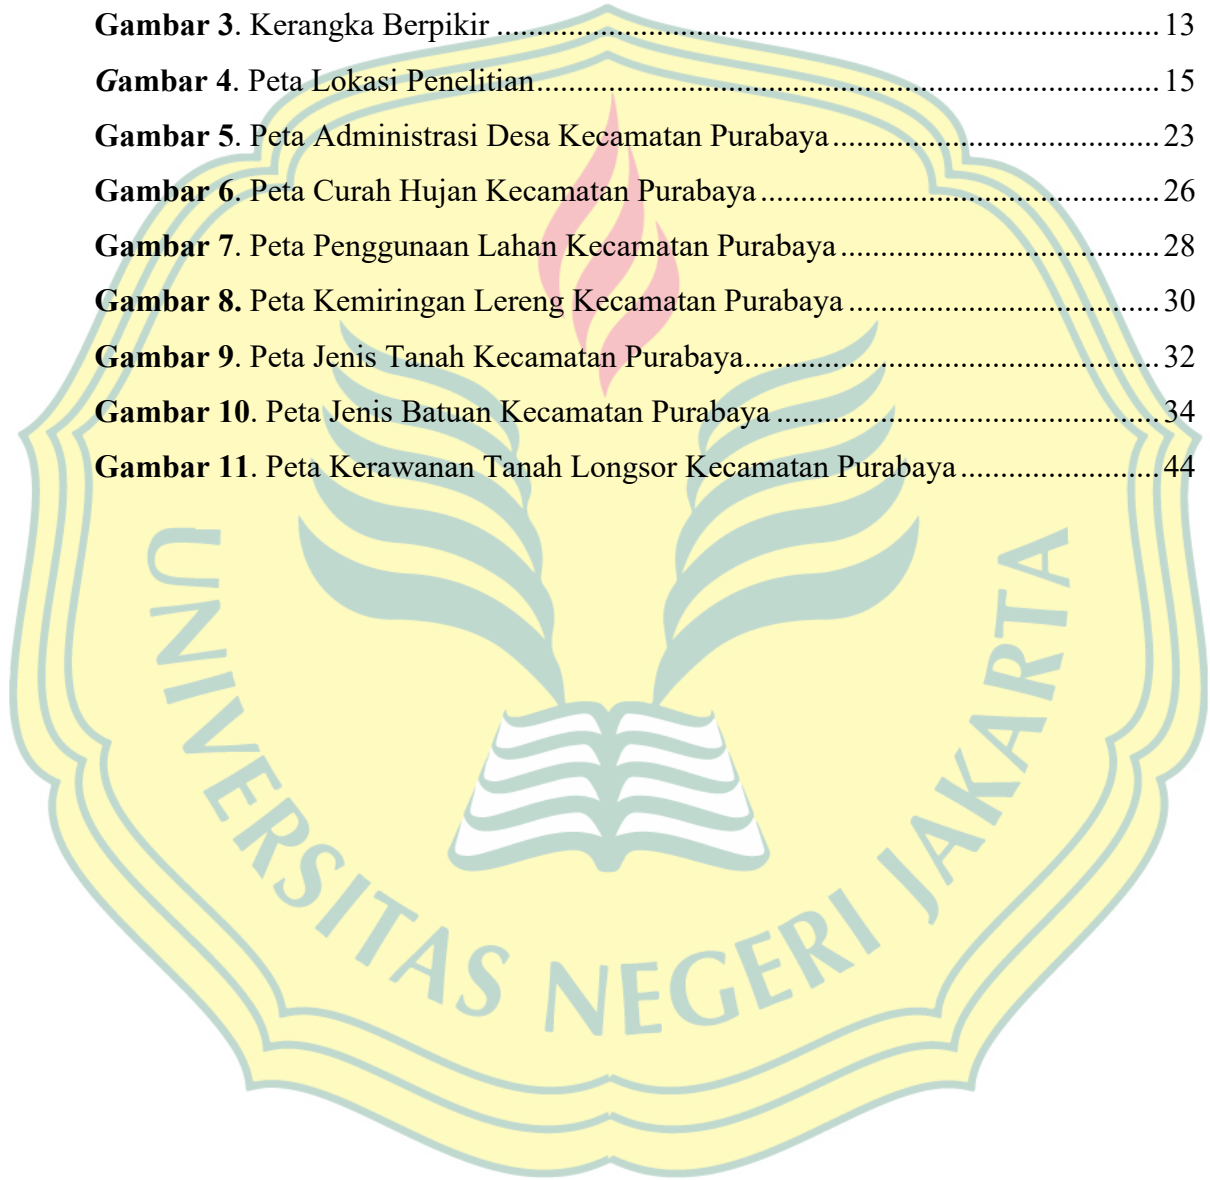 Gambar 3. Kerangka Berpikir ................................................................................... 13
Gambar 4. Peta Lokasi Penelitian.............................................................................. 15
Gambar 5. Peta Administrasi Desa Kecamatan Purabaya ......................................... 23
Gambar 6. Peta Curah Hujan Kecamatan Purabaya .................................................. 26
Gambar 7. Peta Penggunaan Lahan Kecamatan Purabaya ........................................ 28
Gambar 8. Peta Kemiringan Lereng Kecamatan Purabaya ....................................... 30
Gambar 9. Peta Jenis Tanah Kecamatan Purabaya.................................................... 32
Gambar 10. Peta Jenis Batuan Kecamatan Purabaya ................................................ 34
Gambar 11. Peta Kerawanan Tanah Longsor Kecamatan Purabaya ......................... 44
UNIVERSITAS NEGERI JAKARTA